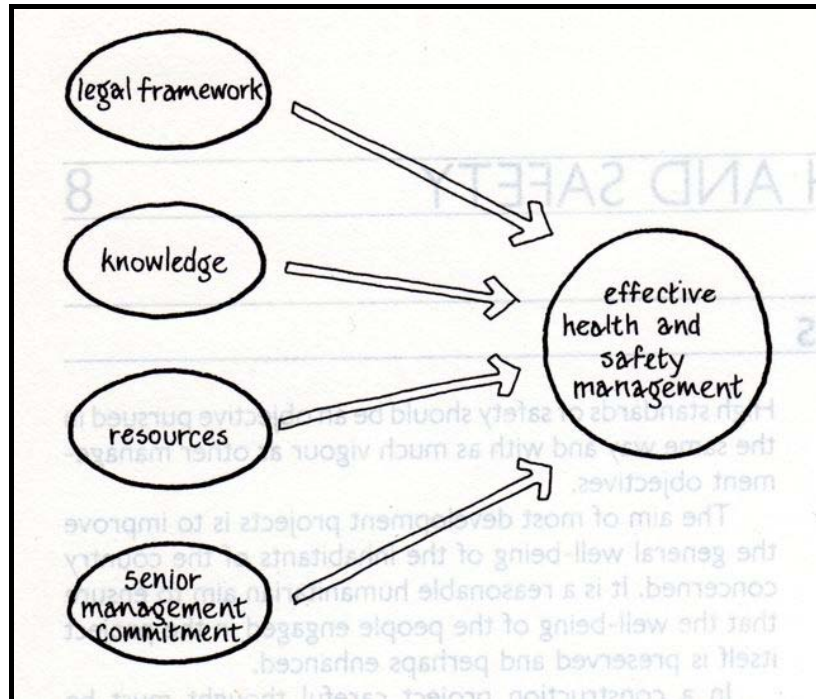 legal framework
knowledge
resources
senior
management
commitment
effective
health and
safety
management
8
AND SAFETY
High standards of safety should be an objective pursued in
the same way and with as much vigour as other manage-
ment objectives.
The aim of most development projects is to improve
the general well-being of the inhabitants of the country
concerned. It is a reasonable humanitarian aim to ensure
that the well-being of the people engaged in the project
itself is preserved and perhaps enhanced.
In a construction project careful thought must be